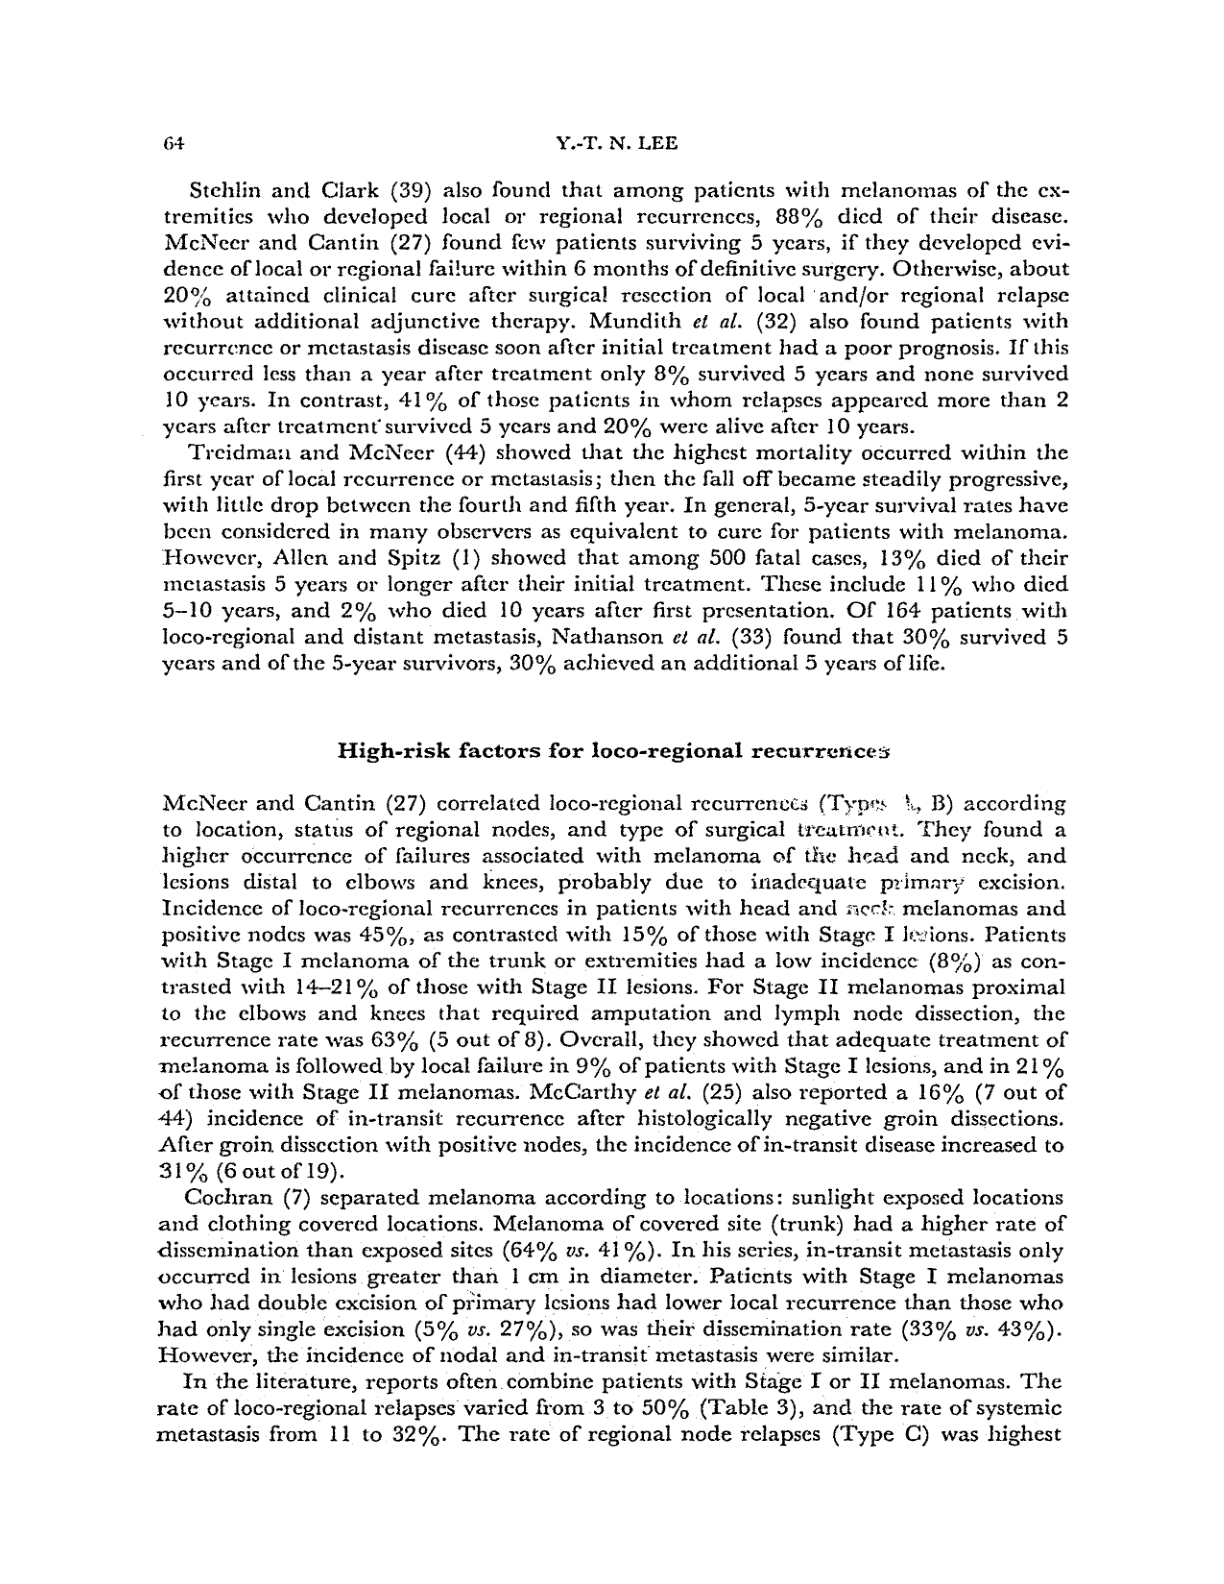 64
Y.-T. N. LEE
Stehlin and Clark (39) also found that among patients with melanomas of the ex-
tremities who developed local or regional recurrences, 88% died of their disease.
McNeer and Cantin (27) found few patients surviving 5 years, if they developed evi-
dence of local or regional failure within 6 months of definitive surgery. Otherwise, about
20% attained clinical cure after surgical resection of local and/or regional relapse
without additional adjunctive therapy. Mundith et al. (32) also found patients with
recurrence or metastasis disease soon after initial treatment had a poor prognosis. If this
occurred less than a year after treatment only 8% survived 5 years and none survived
10 years. In contrast, 41% of those patients in whom relapses appeared more than 2
years after treatment survived 5 years and 20% were alive after 10 years.
Treidman and McNeer (44) showed that the highest mortality occurred within the
first year of local recurrence or metastasis; then the fall off became steadily progressive,
with little drop between the fourth and fifth year. In general, 5-year survival rates have
been considered in many observers as equivalent to cure for patients with melanoma.
However, Allen and Spitz (1) showed that among 500 fatal cases, 13% died of their
metastasis 5 years or longer after their initial treatment. These include 11% who died
5–10 years, and 2% who died 10 years after first presentation. Of 164 patients with
loco-regional and distant metastasis, Nathanson et al. (33) found that 30% survived 5
years and of the 5-year survivors, 30% achieved an additional 5 years of life.
High-risk factors for loco-regional recurrences
McNeer and Cantin (27) correlated loco-regional recurrences (Types A, B) according
to location, status of regional nodes, and type of surgical treatment. They found a
higher occurrence of failures associated with melanoma of the head and neck, and
lesions distal to elbows and knees, probably due to inadequate primary excision.
Incidence of loco-regional recurrences in patients with head and neck melanomas and
positive nodes was 45%, as contrasted with 15% of those with Stage I lesions. Patients
with Stage I melanoma of the trunk or extremities had a low incidence (8%) as con-
trasted with 14–21% of those with Stage II lesions. For Stage II melanomas proximal
to the elbows and knees that required amputation and lymph node dissection, the
recurrence rate was 63% (5 out of 8). Overall, they showed that adequate treatment of
melanoma is followed by local failure in 9% of patients with Stage I lesions, and in 21%
of those with Stage II melanomas. McCarthy et al. (25) also reported a 16% (7 out of
44) incidence of in-transit recurrence after histologically negative groin dissections.
After groin dissection with positive nodes, the incidence of in-transit disease increased to
31% (6 out of 19).
Cochran (7) separated melanoma according to locations: sunlight exposed locations
and clothing covered locations. Melanoma of covered site (trunk) had a higher rate of
dissemination than exposed sites (64% vs. 41%). In his series, in-transit metastasis only
occurred in lesions greater than 1 cm in diameter. Patients with Stage I melanomas
who had double excision of primary lesions had lower local recurrence than those who
had only single excision (5% vs. 27%), so was their dissemination rate (33% vs. 43%).
However, the incidence of nodal and in-transit metastasis were similar.
In the literature, reports often combine patients with Stage I or II melanomas. The
rate of loco-regional relapses varied from 3 to 50% (Table 3), and the rate of systemic
metastasis from 11 to 32%. The rate of regional node relapses (Type C) was highest